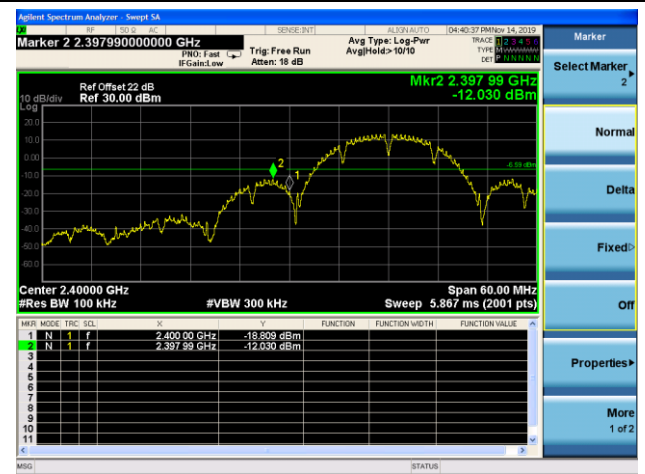 Agilent Spectrum Analyzer - Swept SA
RF 50 Ω AC SENSE:INT ALIGN AUTO 04:40:37 PM Nov 14, 2019
Marker 2 2.397990000000 GHz
PNO: Fast
IFGain:Low
Trig: Free Run
Atten: 18 dB
Avg Type: Log-Pwr
Avg|Hold:>10/10
TRACE 1 2 3 4 5 6
TYPE
DET P N N N N N
Ref Offset 22 dB
10 dB/div Ref 30.00 dBm
Log
Mkr2 2.397 99 GHz
-12.030 dBm
20.0
10.0
0.00
-10.0
-20.0
-30.0
-40.0
-50.0
-60.0
2
1
-6.59 dBm
Center 2.40000 GHz Span 60.00 MHz
#Res BW 100 kHz #VBW 300 kHz Sweep 5.867 ms (2001 pts)
MKR MODE TRC SCL X Y FUNCTION FUNCTION WIDTH FUNCTION VALUE
1 N 1 f 2.400 00 GHz -18.809 dBm
2 N 1 f 2.397 99 GHz -12.030 dBm
3
4
5
6
7
8
9
10
11
MSG STATUS
Marker
Select Marker
2
Normal
Delta
Fixed
Off
Properties
More
1 of 2